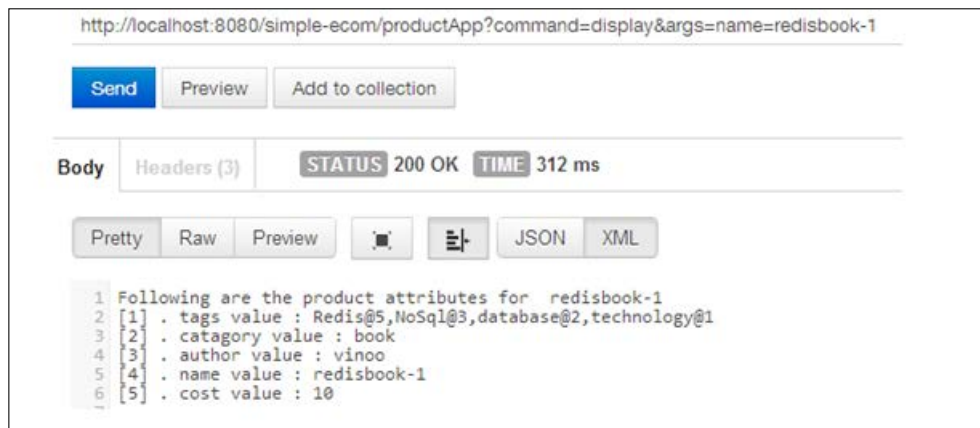 http://localhost:8080/simple-ecom/productApp?command=display&args=name=redisbook-1
Send Preview Add to collection
Body Headers (3) STATUS 200 OK TIME 312 ms
Pretty Raw Preview JSON XML
1 Following are the product attributes for redisbook-1
2 [1] . tags value : Redis@5,NoSql@3,database@2,technology@1
3 [2] . catagory value : book
4 [3] . author value : vinoo
5 [4] . name value : redisbook-1
6 [5] . cost value : 10